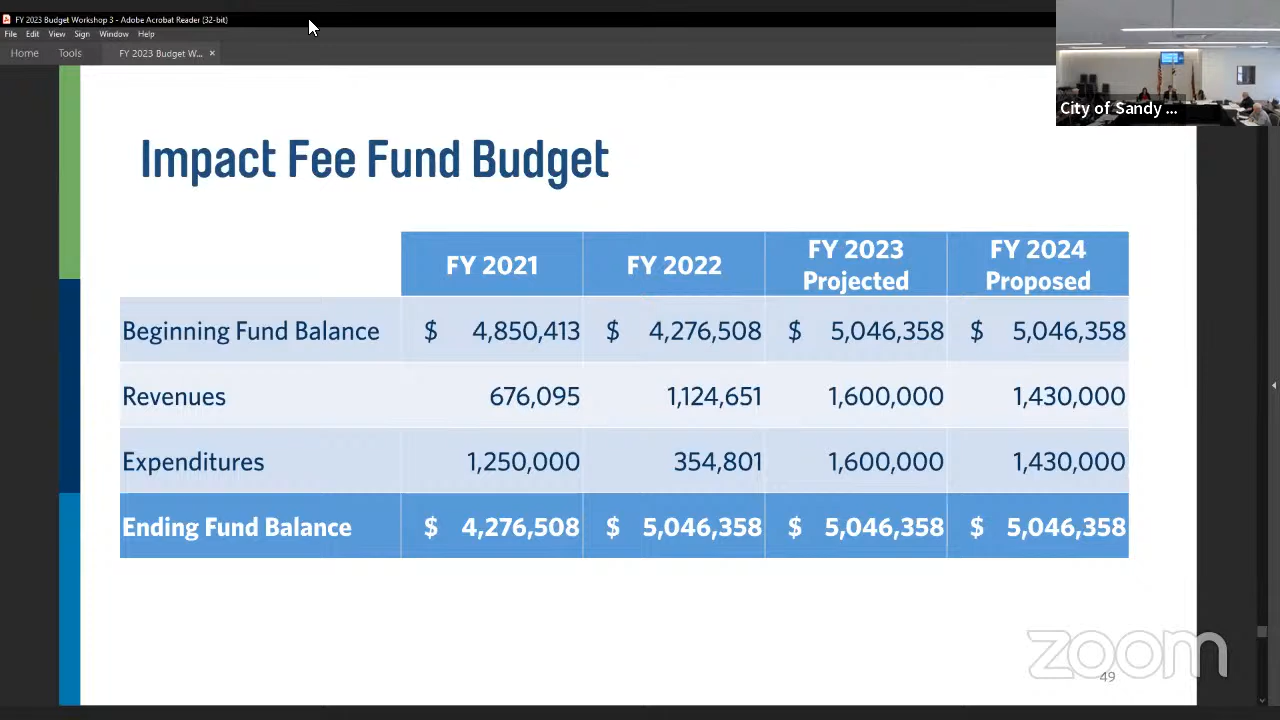 FY 2023 Budget Workshop 3 - Adobe Acrobat Reader (32-bit)
File Edit View Sign Window Help
Home Tools FY 2023 Budget W... ×
City of Sandy ...
Impact Fee Fund Budget
FY 2021 FY 2022 FY 2023 Projected FY 2024 Proposed
Beginning Fund Balance $ 4,850,413 $ 4,276,508 $ 5,046,358 $ 5,046,358
Revenues 676,095 1,124,651 1,600,000 1,430,000
Expenditures 1,250,000 354,801 1,600,000 1,430,000
Ending Fund Balance $ 4,276,508 $ 5,046,358 $ 5,046,358 $ 5,046,358
zoom
49